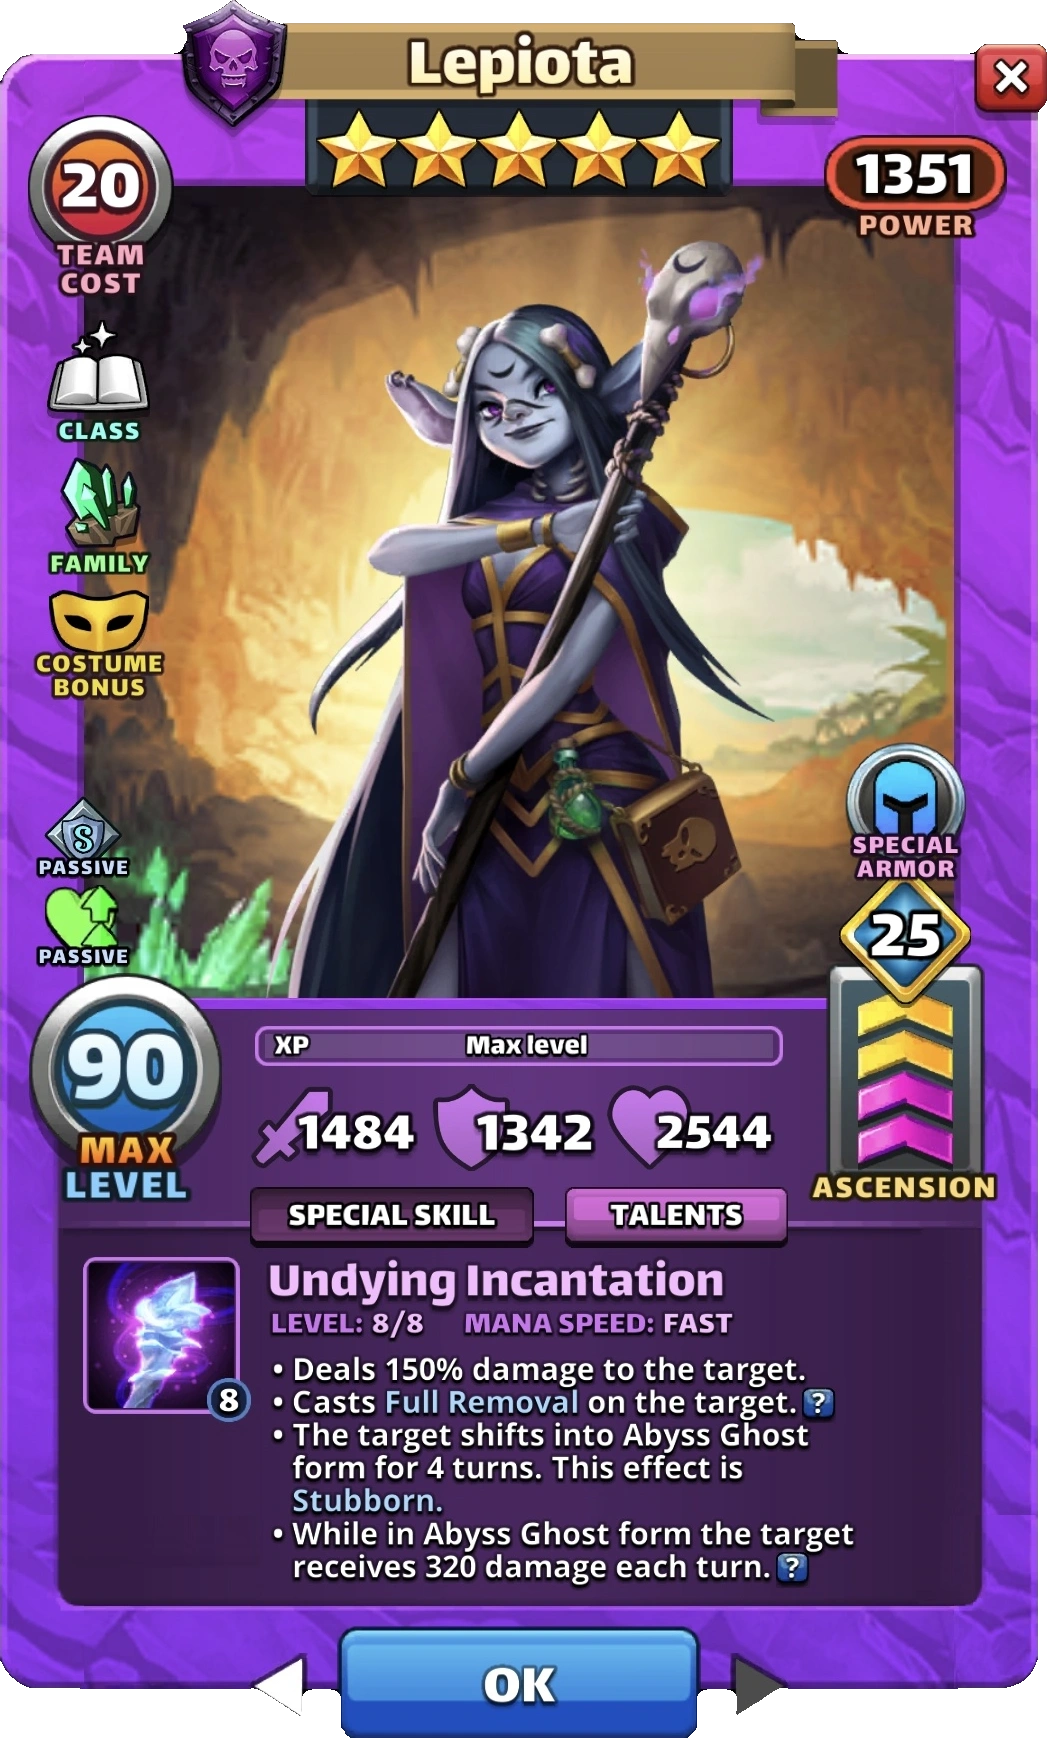 Lepiota
20
TEAM
COST
1351
POWER
CLASS
FAMILY
COSTUME
BONUS
S
PASSIVE
PASSIVE
SPECIAL
ARMOR
25
90
MAX
LEVEL
XP Max level
1484 1342 2544
ASCENSION
SPECIAL SKILL TALENTS
Undying Incantation
LEVEL: 8/8 MANA SPEED: FAST
8
• Deals 150% damage to the target.
• Casts Full Removal on the target. ?
• The target shifts into Abyss Ghost
form for 4 turns. This effect is
Stubborn.
• While in Abyss Ghost form the target
receives 320 damage each turn. ?
OK